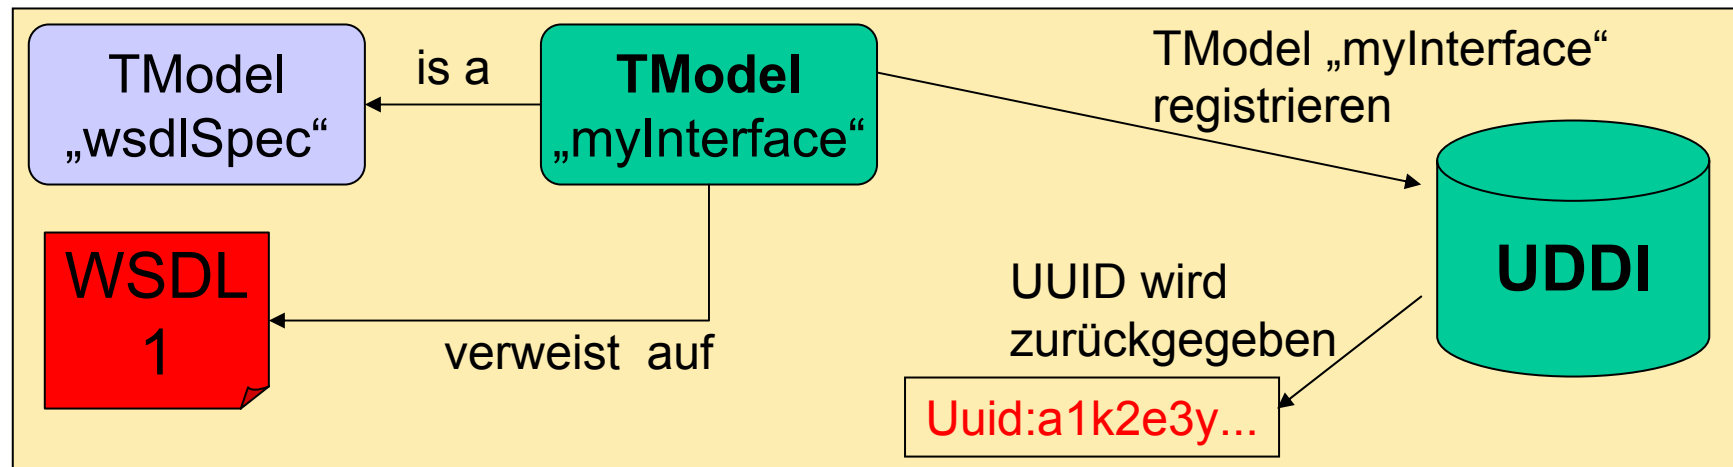 TModel
„wsdlSpec“
is a
TModel
„myInterface“
TModel „myInterface“
registrieren
WSDL
1
verweist auf
UUID wird
zurückgegeben
UDDI
Uuid:a1k2e3y...